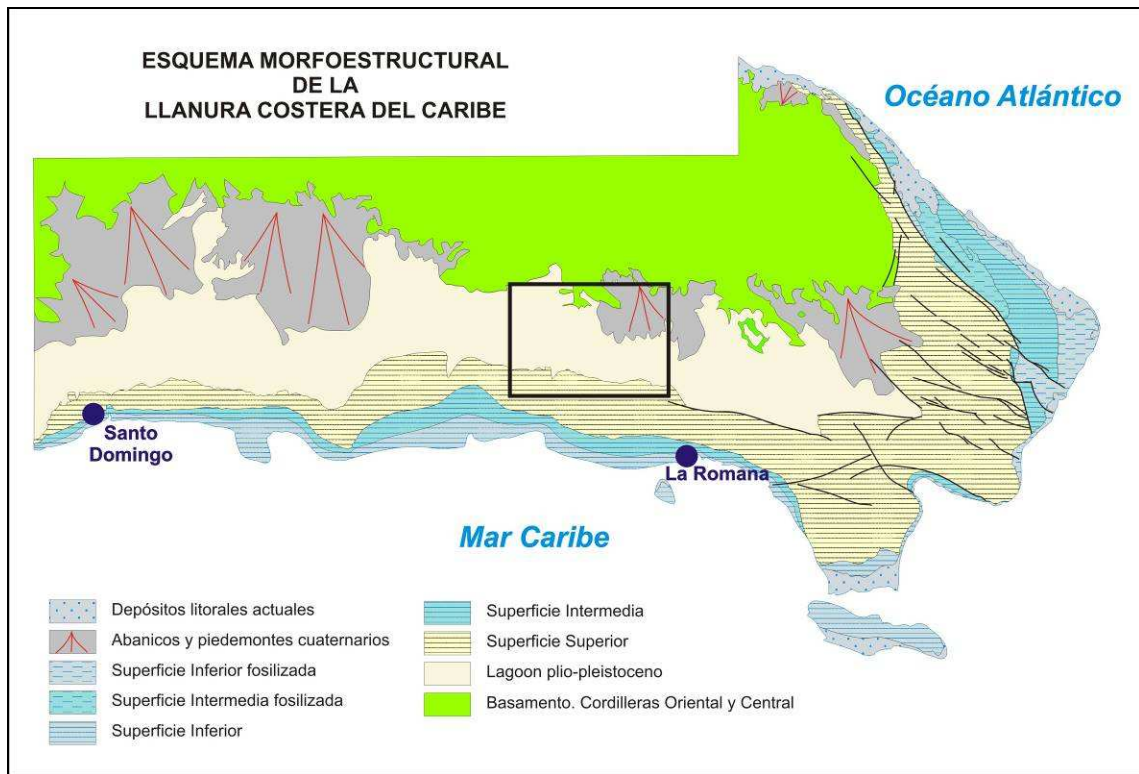 ESQUEMA MORFOESTRUCTURAL
DE LA
LLANURA COSTERA DEL CARIBE
Océano Atlántico
Santo
Domingo
La Romana
Mar Caribe
Depósitos litorales actuales
Abanicos y piedemontes cuaternarios
Superficie Inferior fosilizada
Superficie Intermedia fosilizada
Superficie Inferior
Superficie Intermedia
Superficie Superior
Lagoon plio-pleistoceno
Basamento. Cordilleras Oriental y Central